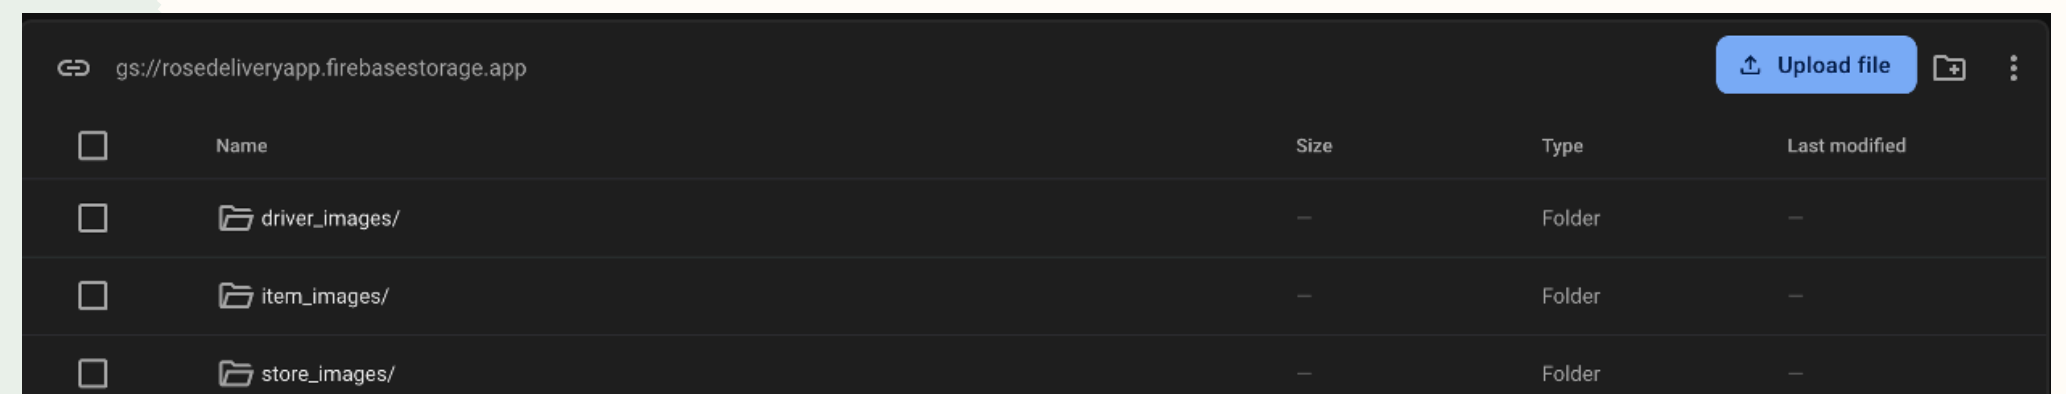 gs://rosedeliveryapp.firebasestorage.app Upload file
Name Size Type Last modified
driver_images/ — Folder —
item_images/ — Folder —
store_images/ — Folder —